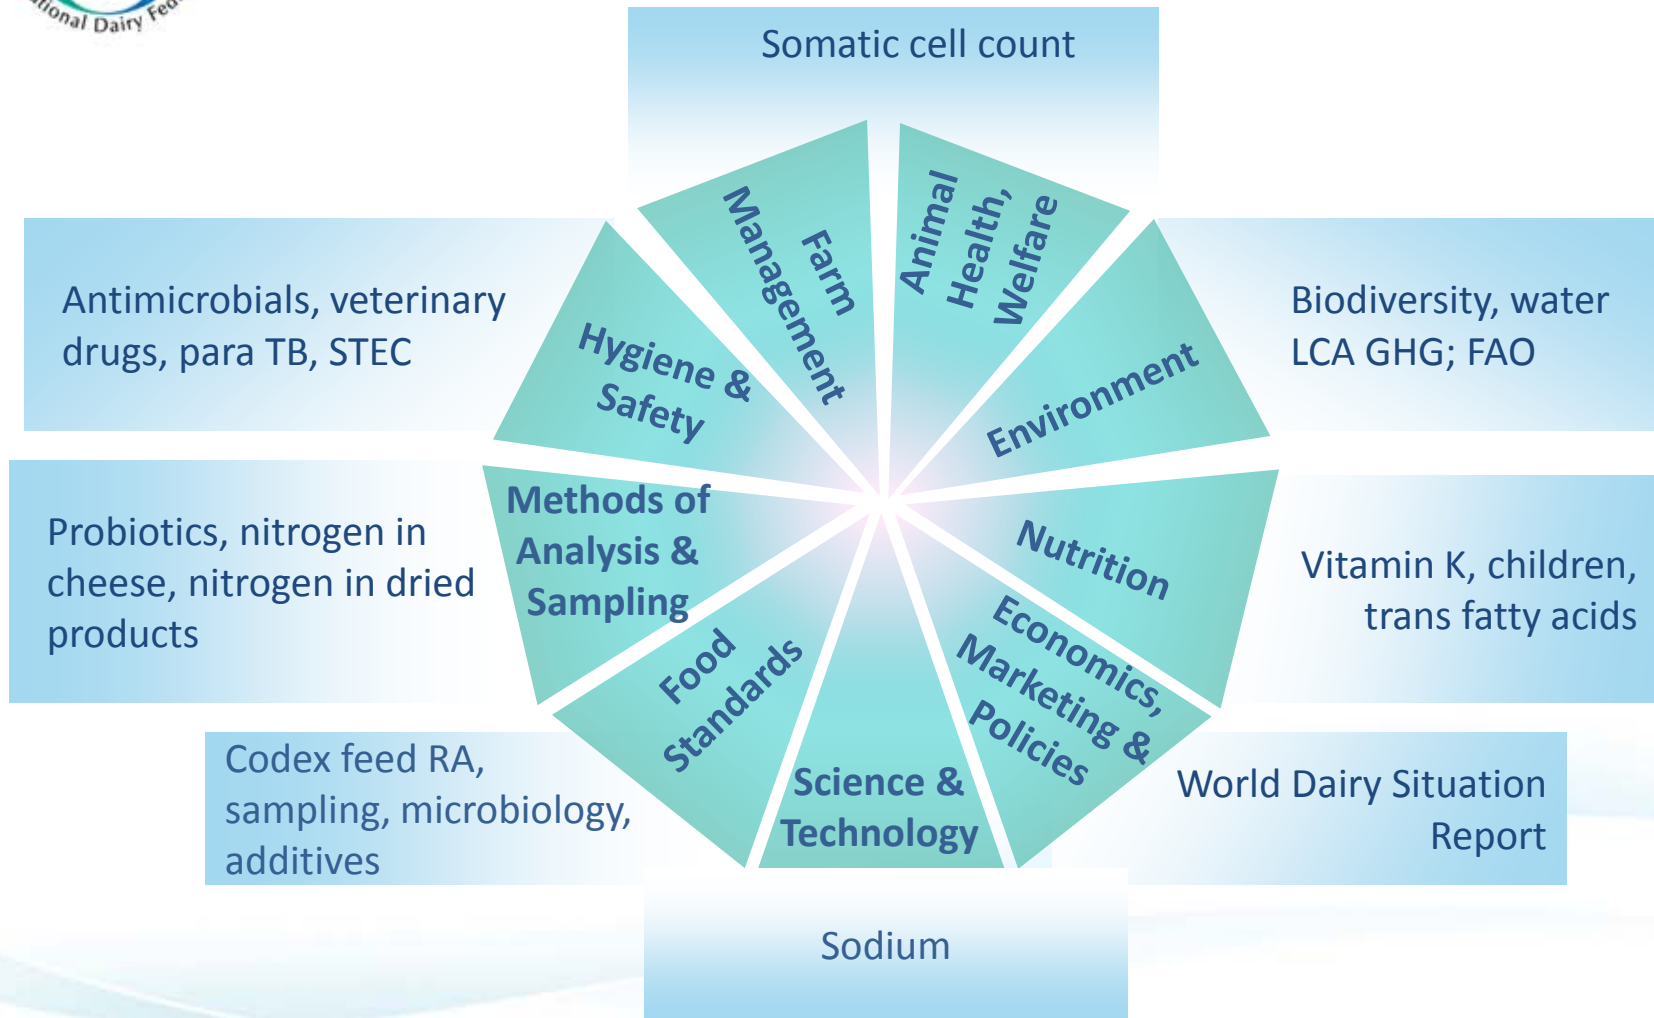 Dairy
Somatic cell count
Farm
Management
Animal
Health,
Welfare
Antimicrobials, veterinary
drugs, para TB, STEC
Hygiene &
Safety
Environment
Biodiversity, water
LCA GHG; FAO
Methods of
Analysis &
Sampling
Probiotics, nitrogen in
cheese, nitrogen in dried
products
Nutrition
Vitamin K, children,
trans fatty acids
Food
Standards
Codex feed RA,
sampling, microbiology,
additives
Science &
Technology
Economics,
Marketing &
Policies
World Dairy Situation
Report
Sodium